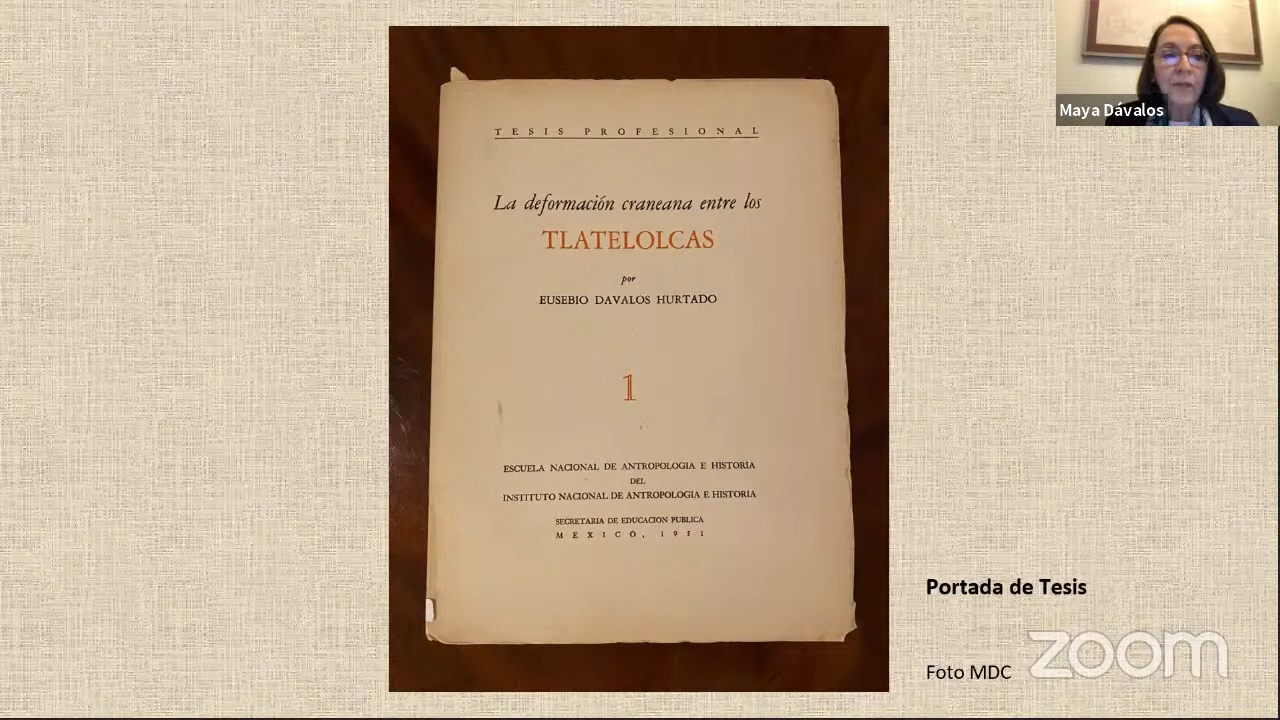 TESIS PROFESIONAL
La deformación craneana entre los
TLATELOLCAS
por
EUSEBIO DAVALOS HURTADO
1
ESCUELA NACIONAL DE ANTROPOLOGIA E HISTORIA
DEL
INSTITUTO NACIONAL DE ANTROPOLOGIA E HISTORIA
SECRETARIA DE EDUCACION PUBLICA
MEXICO, 1951
Maya Dávalos
Portada de Tesis
Foto MDC
zoom